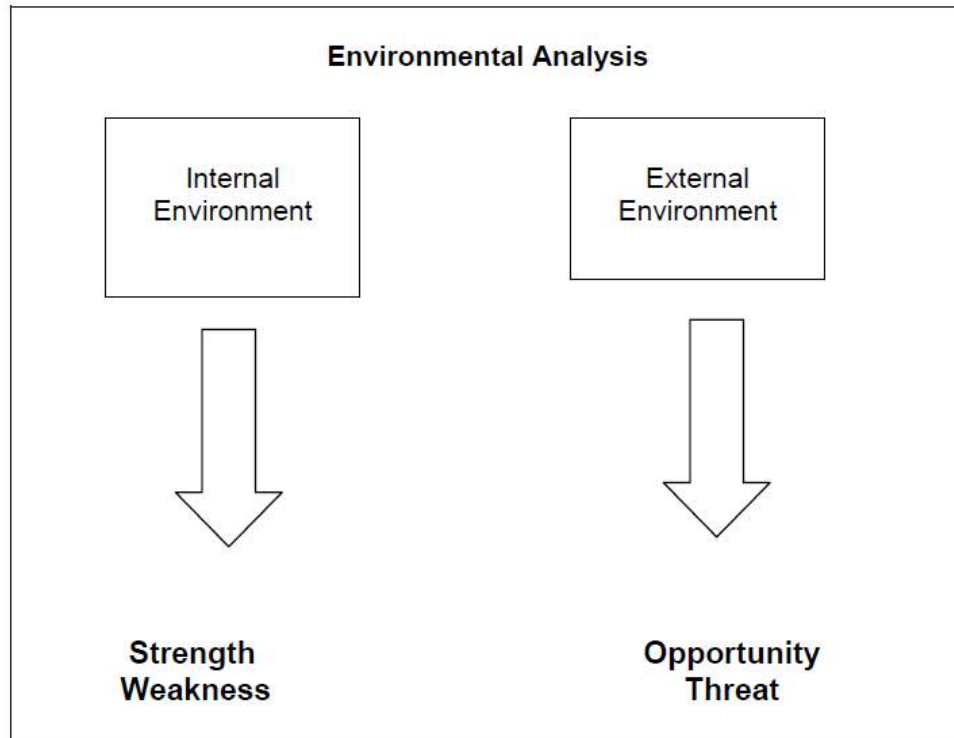 Environmental Analysis
Internal
Environment
External
Environment
Strength
Weakness
Opportunity
Threat